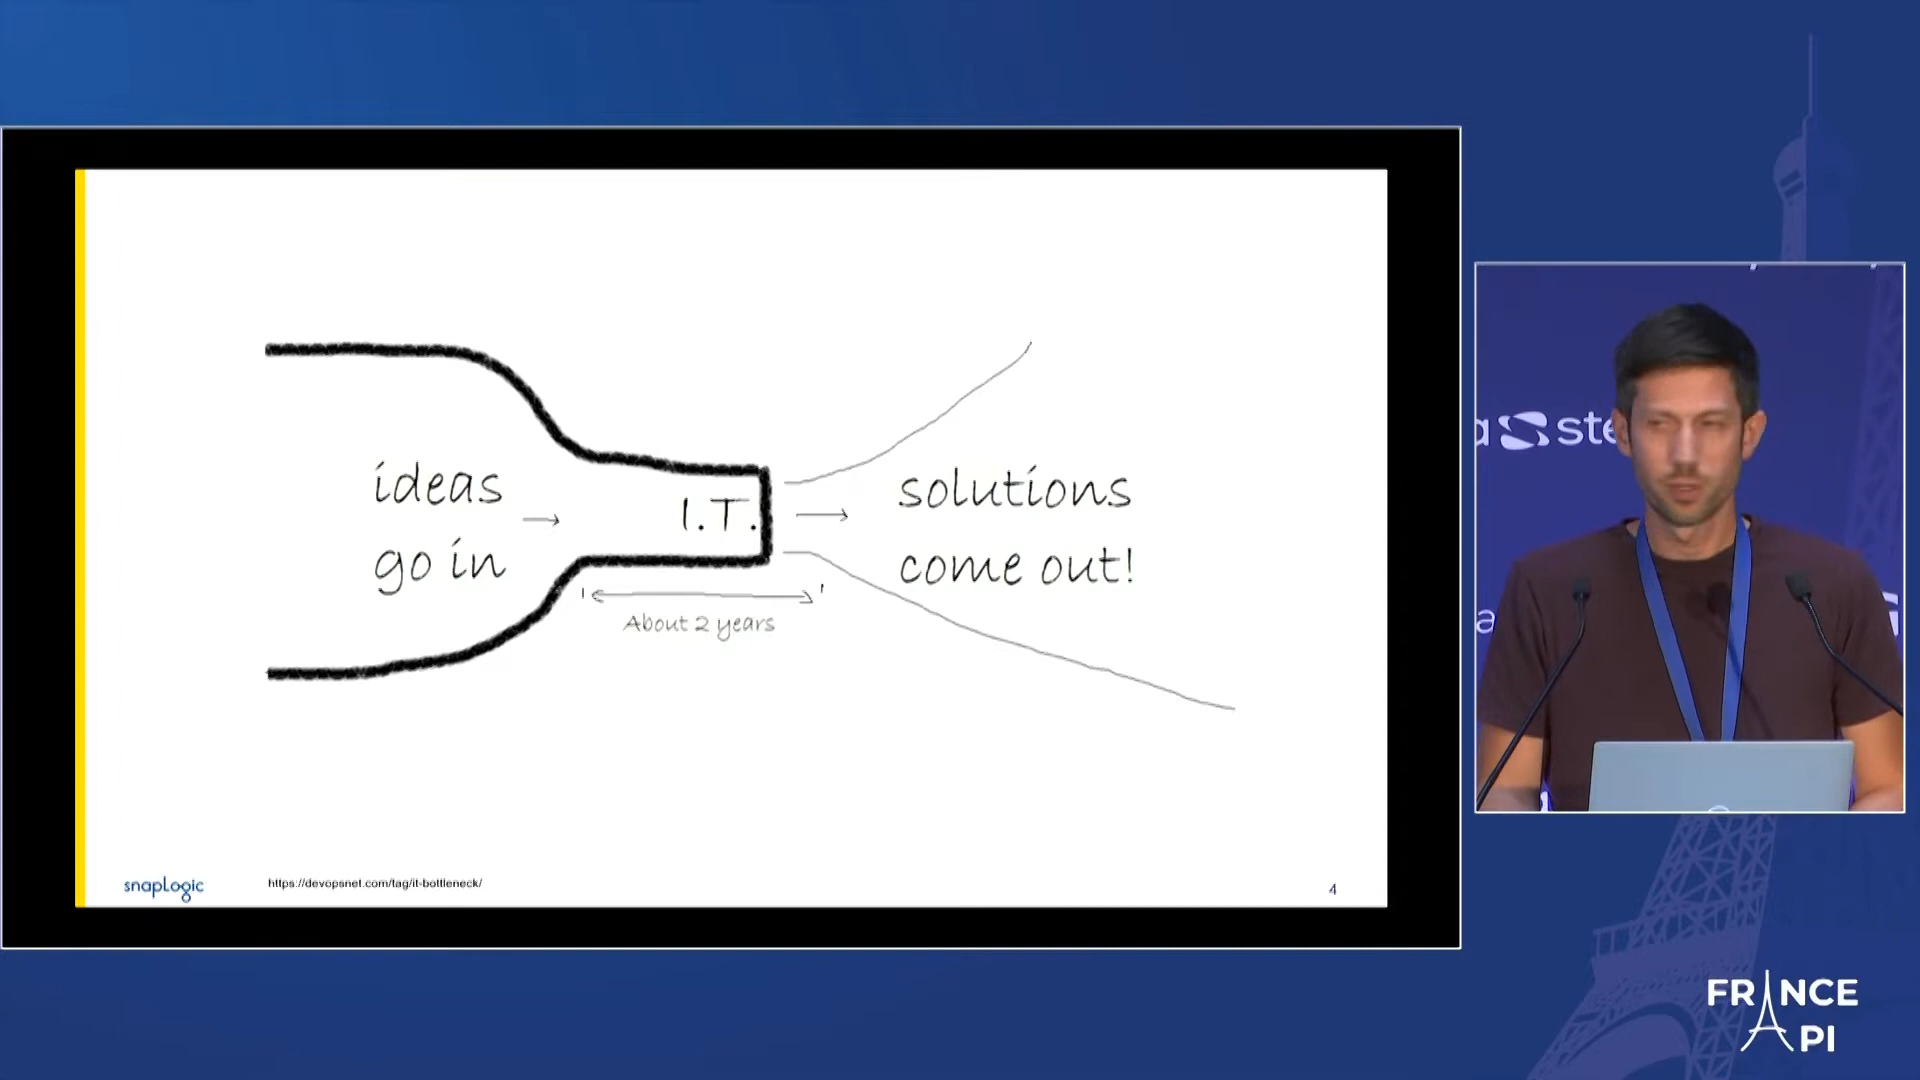 ideas
go in
→
I.T.
→
solutions
come out!
About 2 years
snapLogic
https://devopsnet.com/tag/it-bottleneck/
4
ste
FRANCE
API